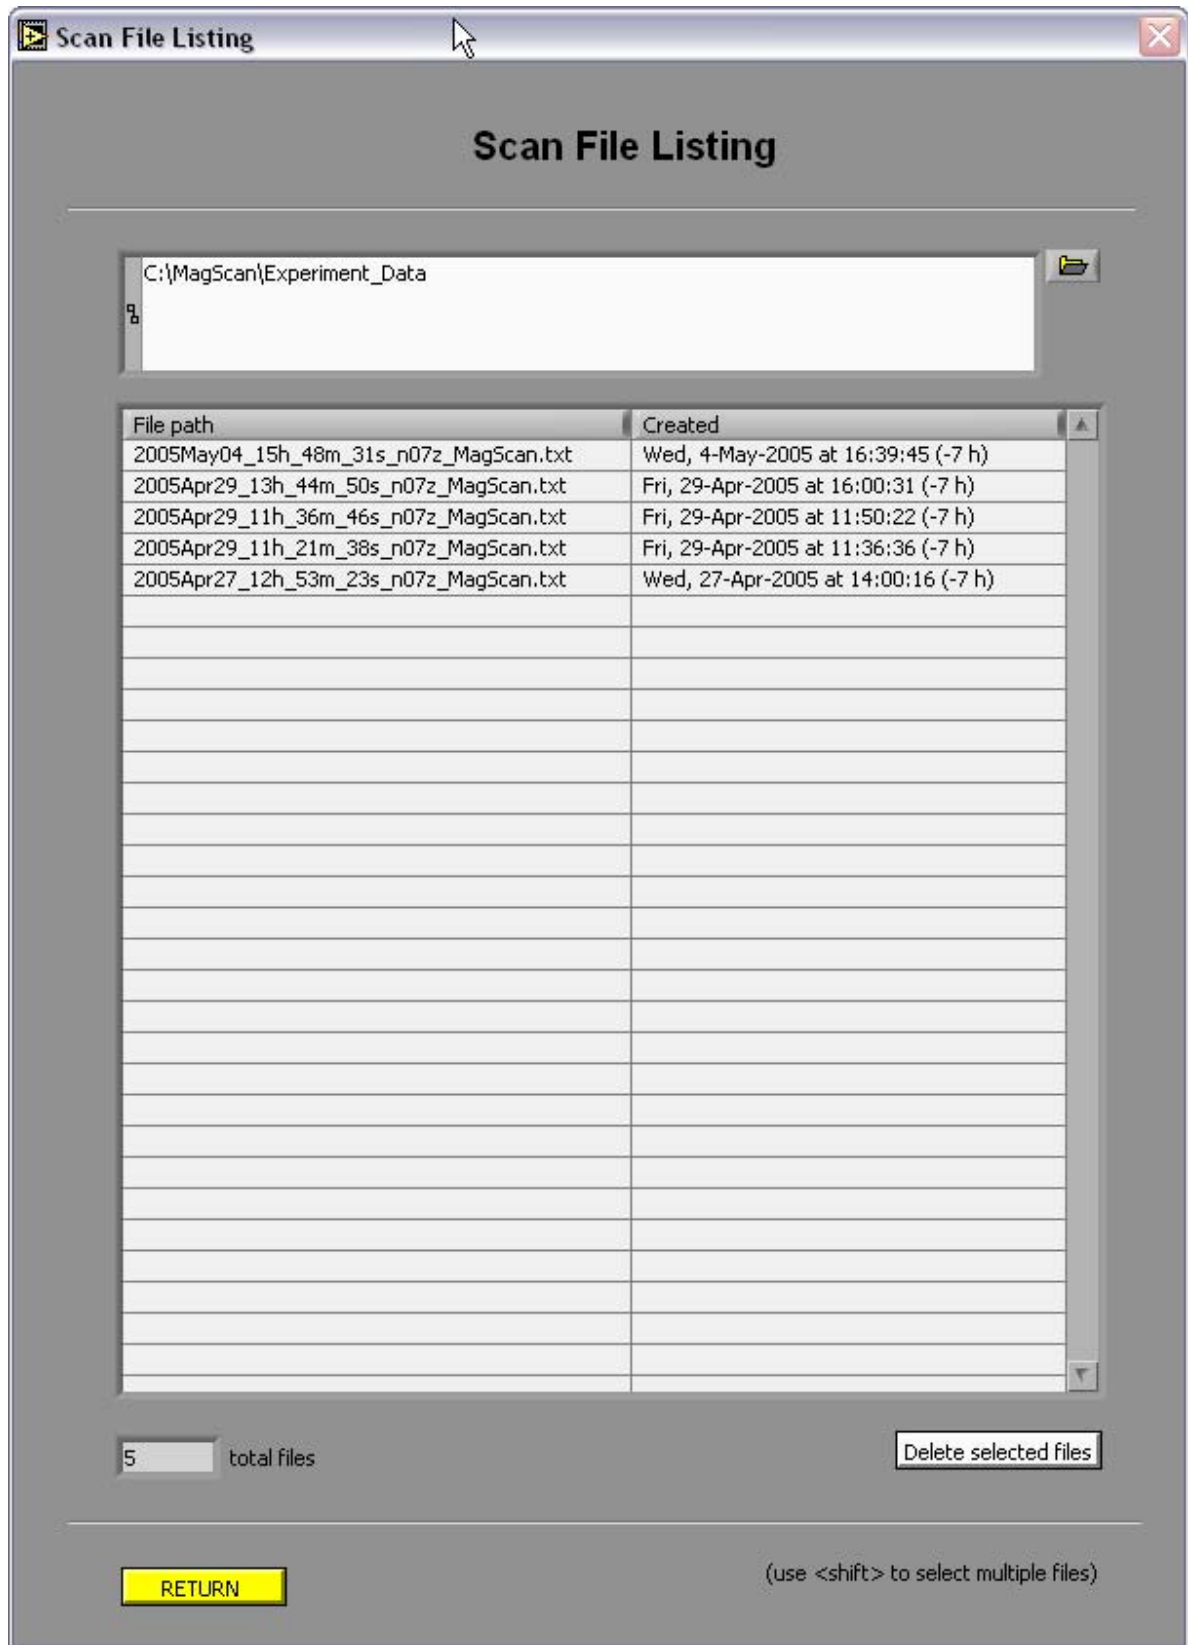 Scan File Listing
Scan File Listing
C:\MagScan\Experiment_Data
File path Created
2005May04_15h_48m_31s_n07z_MagScan.txt Wed, 4-May-2005 at 16:39:45 (-7 h)
2005Apr29_13h_44m_50s_n07z_MagScan.txt Fri, 29-Apr-2005 at 16:00:31 (-7 h)
2005Apr29_11h_36m_46s_n07z_MagScan.txt Fri, 29-Apr-2005 at 11:50:22 (-7 h)
2005Apr29_11h_21m_38s_n07z_MagScan.txt Fri, 29-Apr-2005 at 11:36:36 (-7 h)
2005Apr27_12h_53m_23s_n07z_MagScan.txt Wed, 27-Apr-2005 at 14:00:16 (-7 h)
5 total files
Delete selected files
RETURN
(use <shift> to select multiple files)